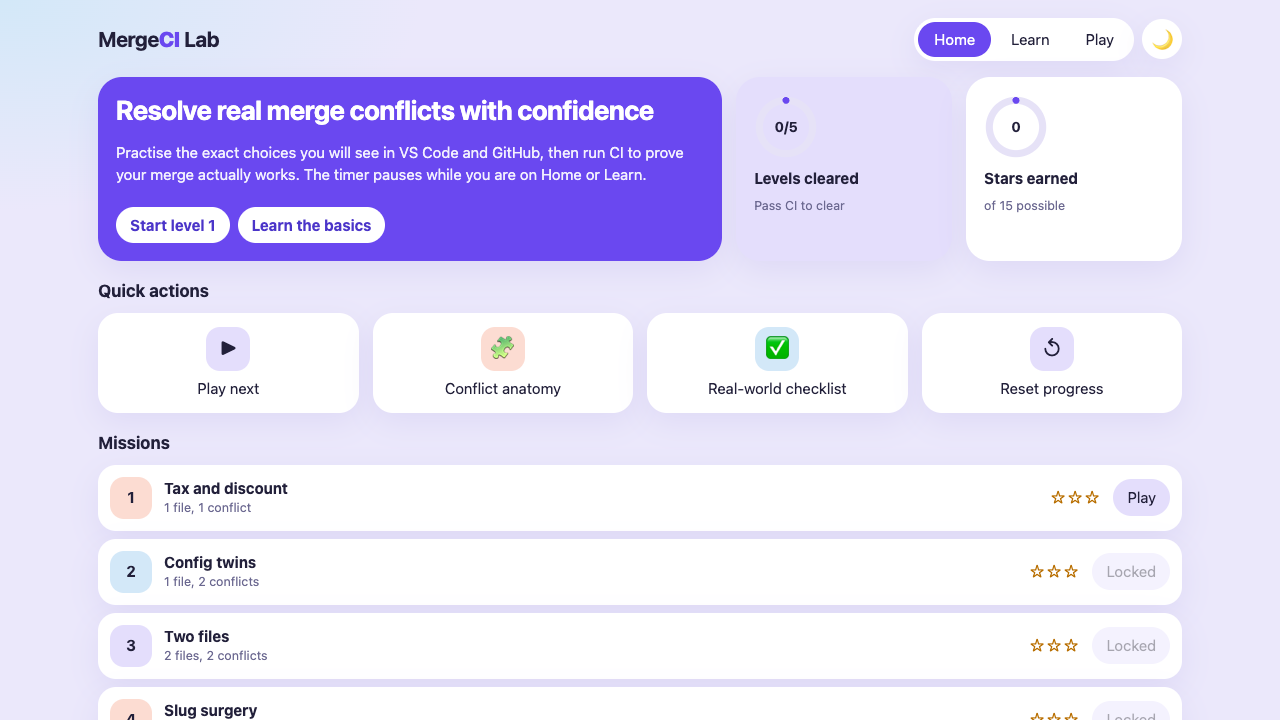 MergeCI Lab
Home
Learn
Play
Resolve real merge conflicts with confidence
Practise the exact choices you will see in VS Code and GitHub, then run CI to prove
your merge actually works. The timer pauses while you are on Home or Learn.
Start level 1
Learn the basics
0/5
Levels cleared
Pass CI to clear
0
Stars earned
of 15 possible
Quick actions
Play next
Conflict anatomy
Real-world checklist
Reset progress
Missions
1
Tax and discount
1 file, 1 conflict
Play
2
Config twins
1 file, 2 conflicts
Locked
3
Two files
2 files, 2 conflicts
Locked
4
Slug surgery
Locked